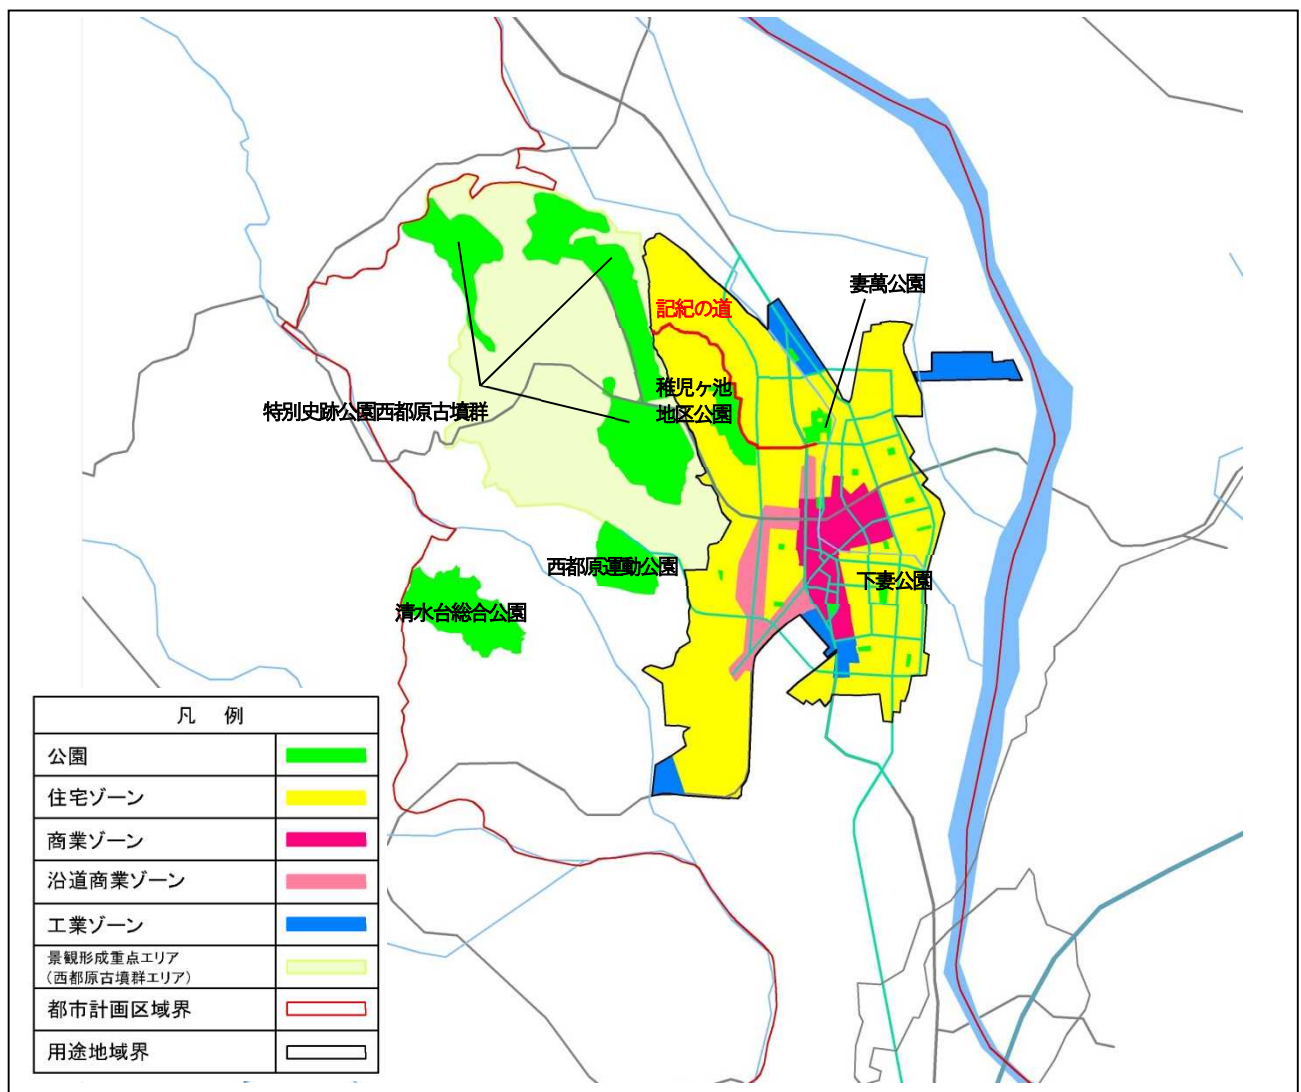 妻萬公園
記紀の道
稚児ヶ池
地区公園
特別史跡公園西都原古墳群
西都原運動公園
下妻公園
清水台総合公園
凡 例
公園
住宅ゾーン
商業ゾーン
沿道商業ゾーン
工業ゾーン
景観形成重点エリア
（西都原古墳群エリア）
都市計画区域界
用途地域界